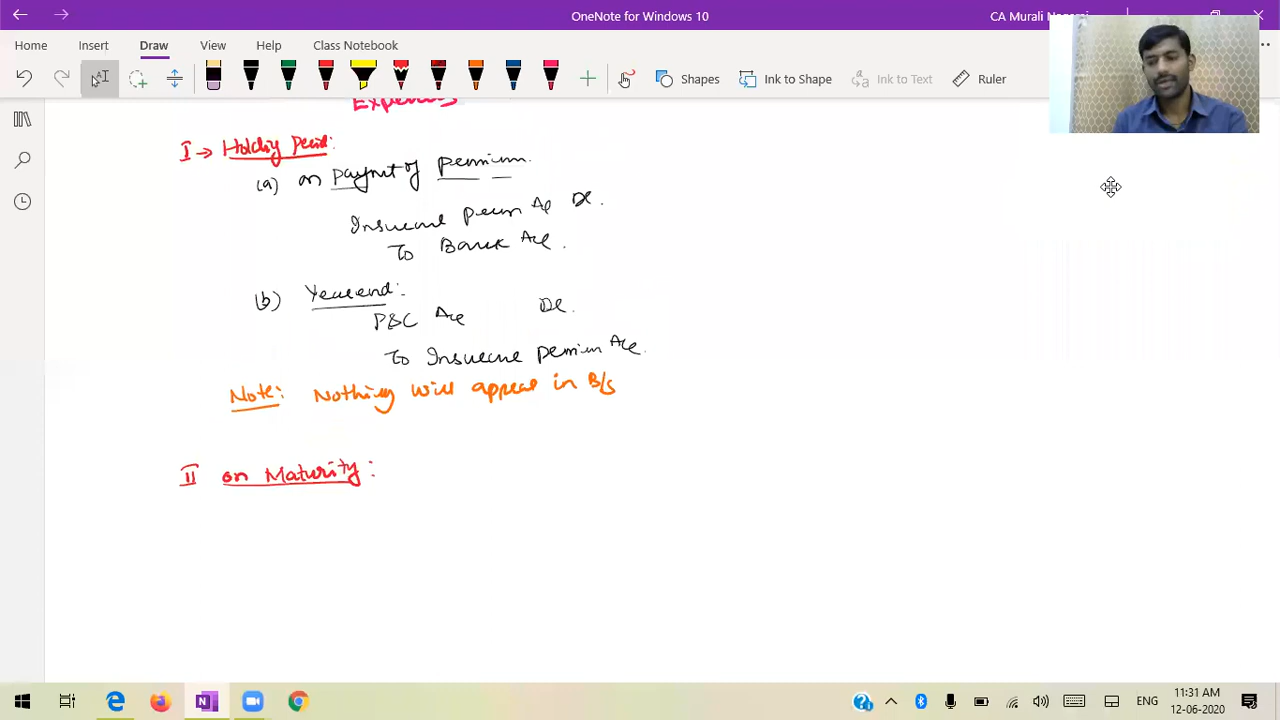 OneNote for Windows 10
CA Murali
Home Insert Draw View Help Class Notebook
Shapes Ink to Shape Ink to Text Ruler
Expenses
I → Holding Period:
(a) on payment of premium.
Insurance premium A/c Dr.
To Bank A/c.
(b) Year end:
P&L A/c Dr.
To Insurance premium A/c.
Note: Nothing will appear in B/s
II on Maturity:
ENG
11:31 AM
12-06-2020